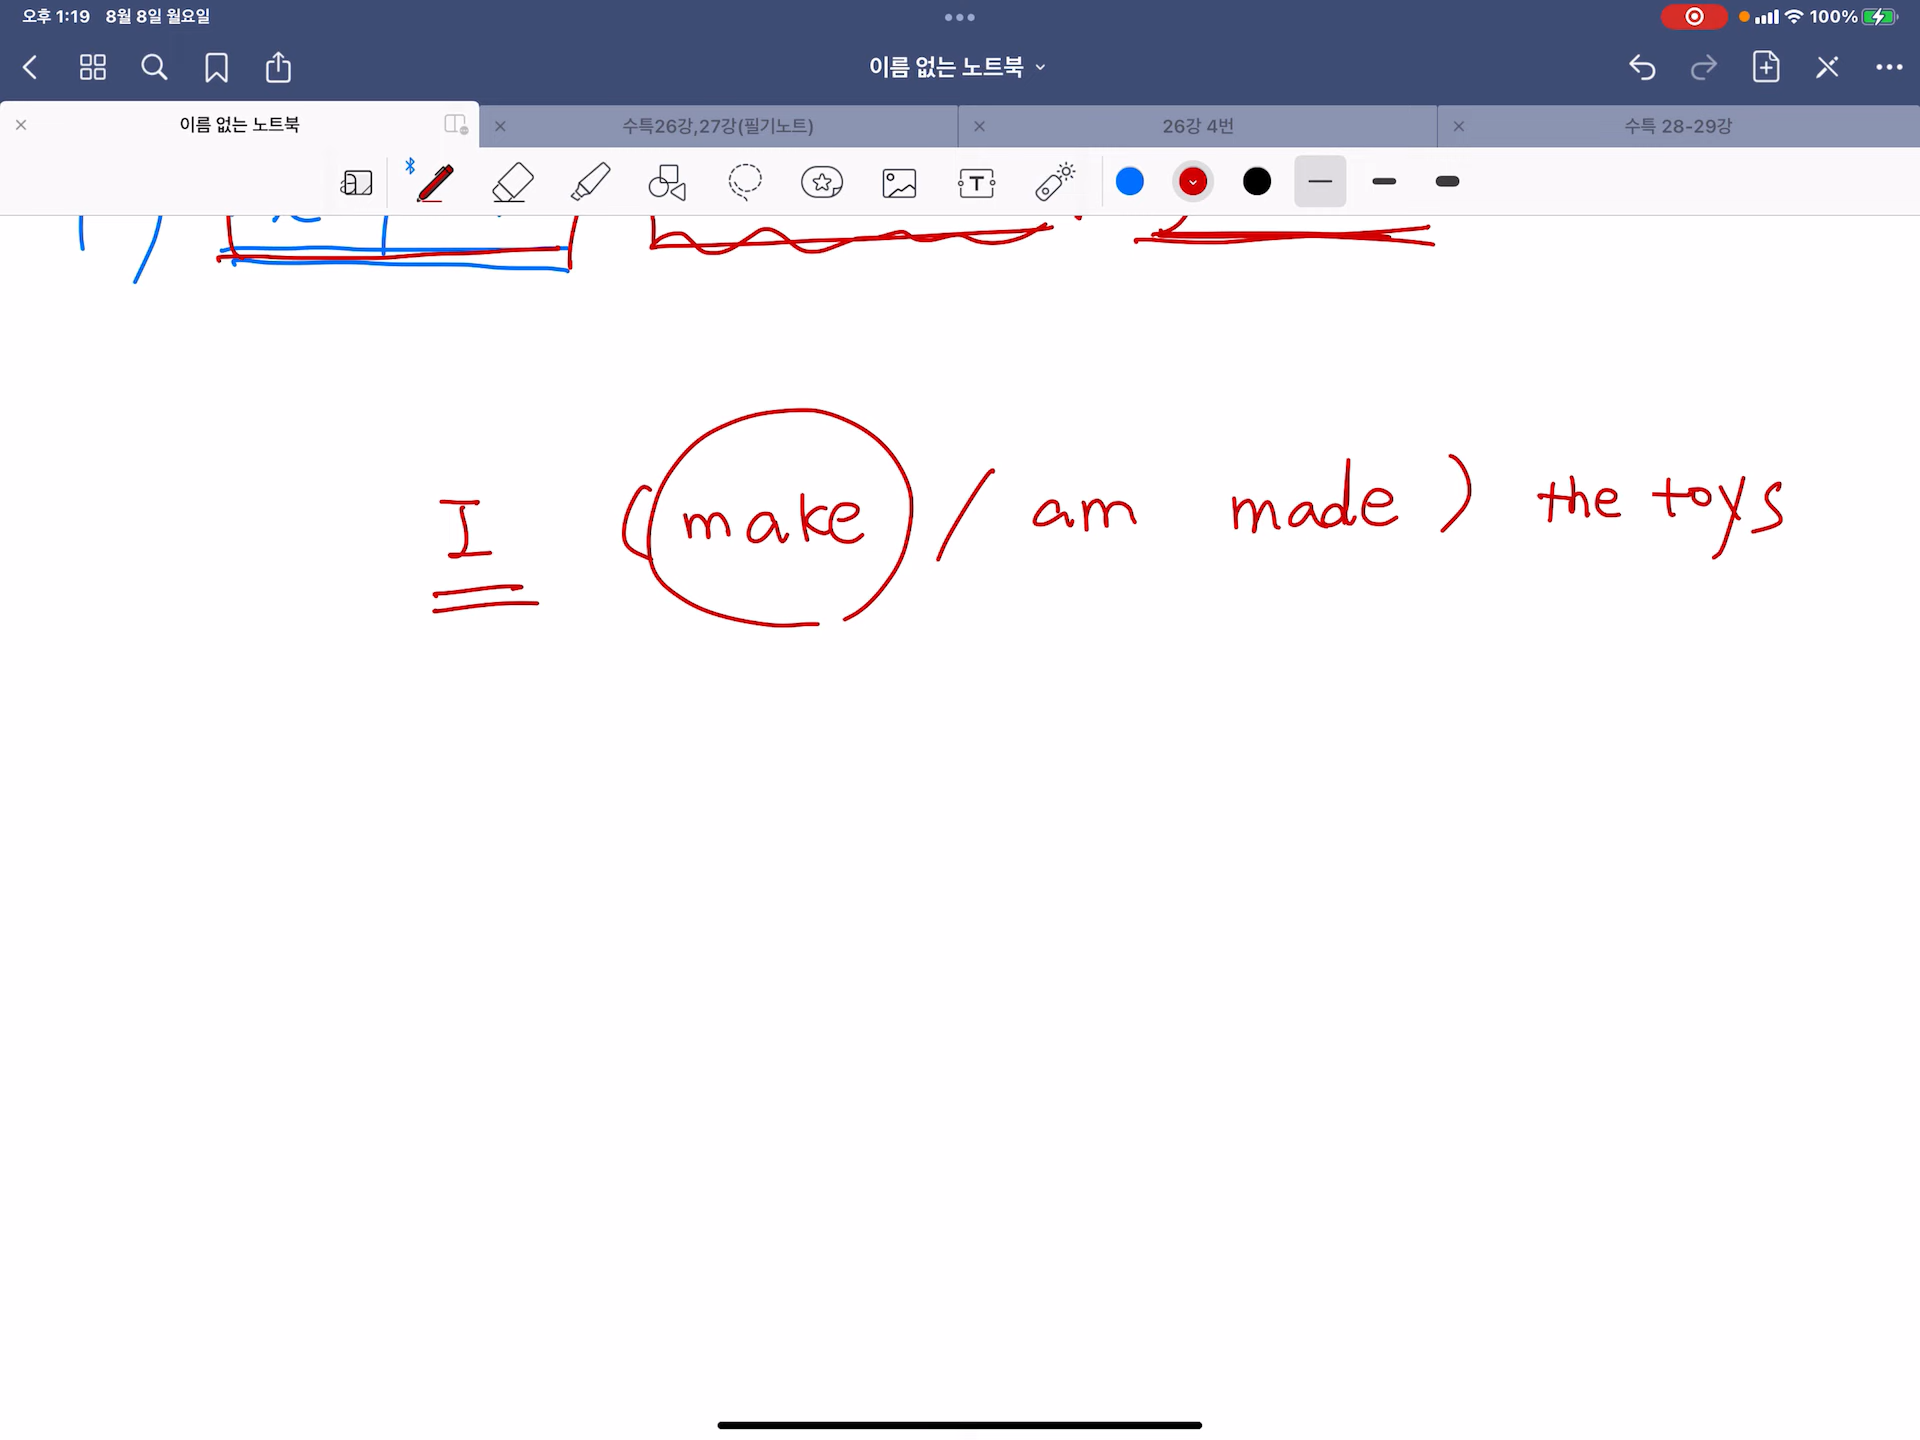 오후 1:19 8월 8일 월요일 100%
이름 없는 노트북
이름 없는 노트북 수특26강,27강(필기노트) 26강 4번 수특 28-29강
I (make / am made) the toys